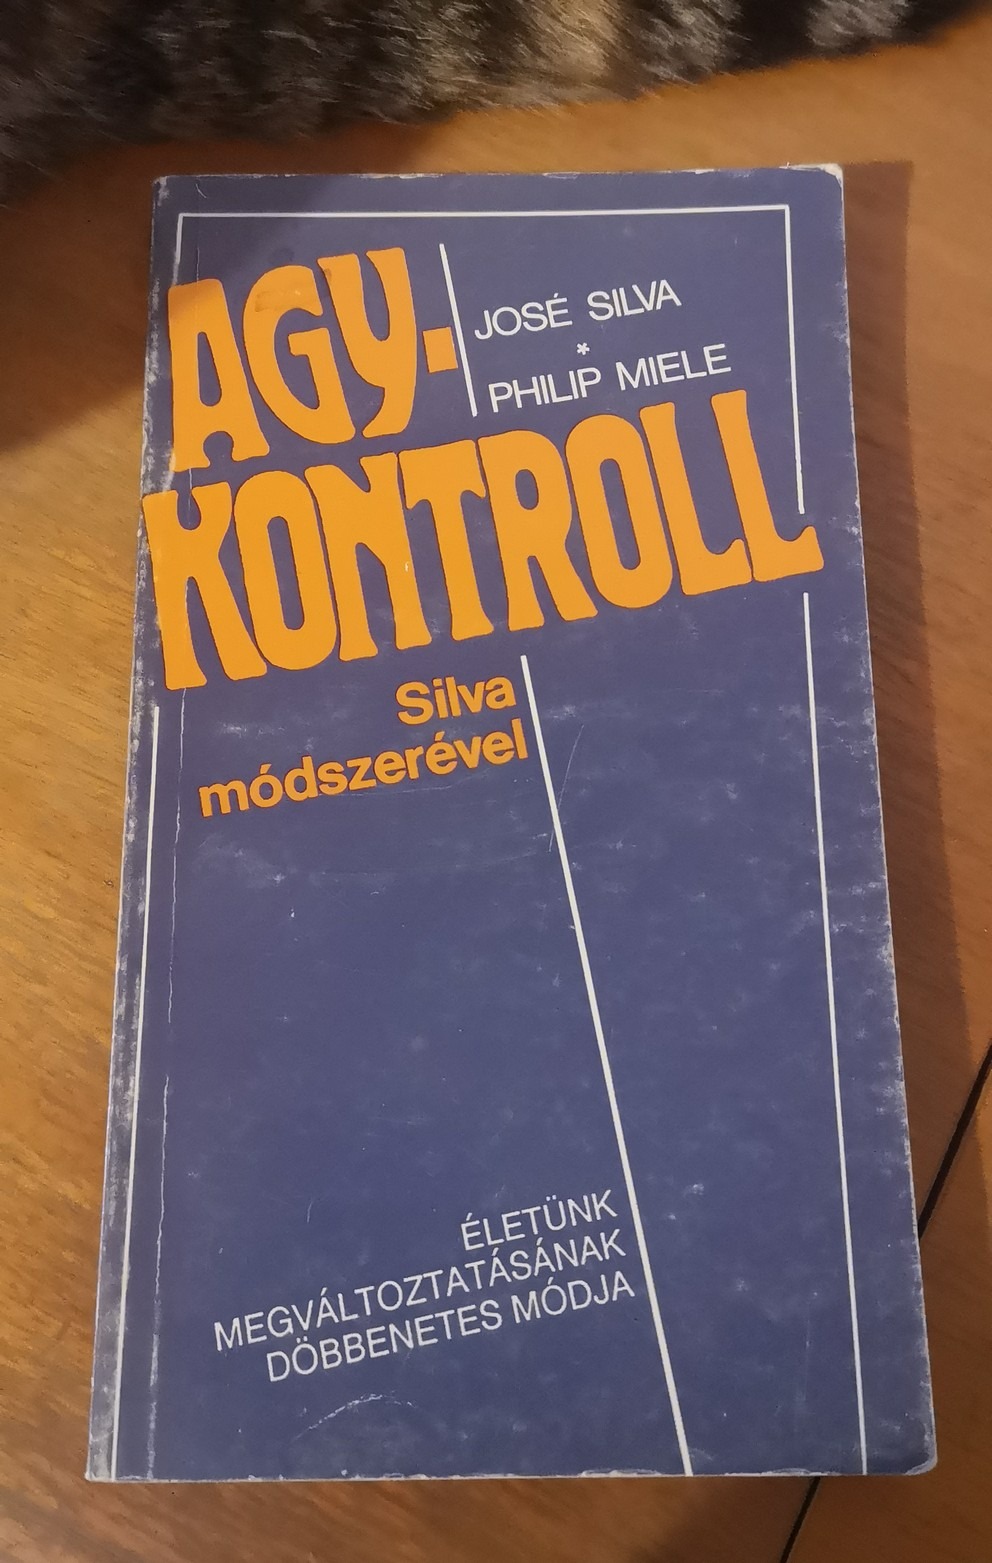 AGY-
JOSÉ SILVA
*
PHILIP MIELE
KONTROLL
Silva
módszerével
ÉLETÜNK
MEGVÁLTOZTATÁSÁNAK
DÖBBENETES MÓDJA